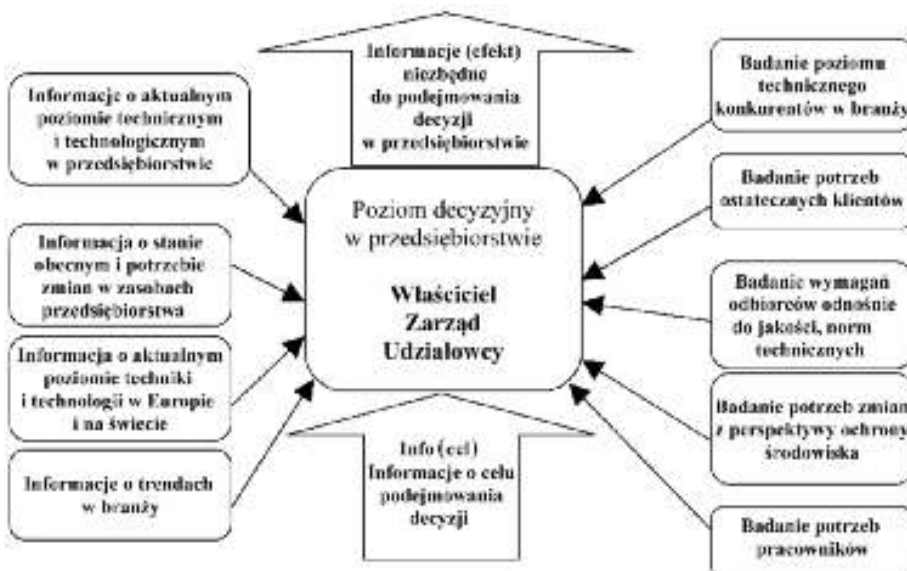 Informacje (efekt)
niezbędne
do podejmowania
decyzji
w przedsiębiorstwie
Informacje o aktualnym
poziomie technicznym
i technologicznym
w przedsiębiorstwie
Informacja o stanie
obecnym i potrzebie
zmian w zasobach
przedsiębiorstwa
Informacja o aktualnym
poziomie techniki
i technologii w Europie
i na świecie
Informacje o trendach
w branży
Poziom decyzyjny
w przedsiębiorstwie
Właściciel
Zarząd
Udziałowcy
Info (cel)
Informacje o celu
podejmowania
decyzji
Badanie poziomu
technicznego
konkurentów w branży
Badanie potrzeb
ostatecznych klientów
Badanie wymagań
odbiorców odnośnie
do jakości, norm
technicznych
Badanie potrzeb zmian
z perspektywy ochrony
środowiska
Badanie potrzeb
pracowników